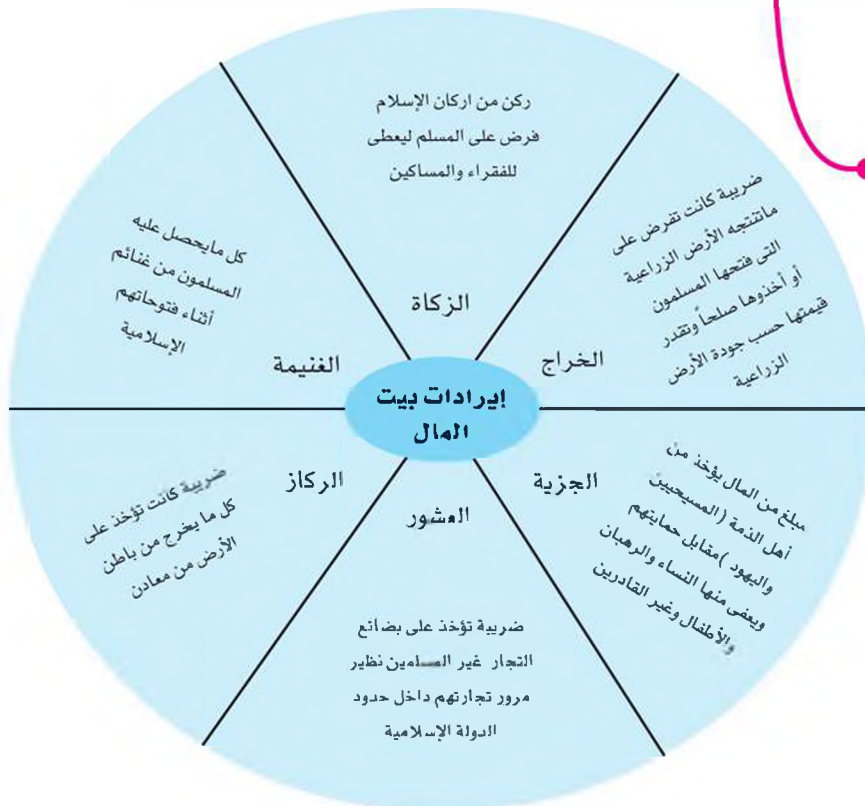 إيرادات بيت
المال
الزكاة
ركن من اركان الإسلام
فرض على المسلم ليعطى
للفقراء والمساكين
الخراج
ضريبة كانت تفرض على
ماتنتجه الأرض الزراعية
التى فتحها المسلمون
أو أخذوها صلحاً وتقدر
قيمتها حسب جودة الأرض
الزراعية
الجزية
مبلغ من المال يؤخذ من
أهل الذمة (المسيحيين
واليهود )مقابل حمايتهم
ويعفى منها النساء والرهبان
والأطفال وغير القادرين
العشور
ضريبة تؤخذ على بضائع
التجار غير المسلمين نظير
مرور تجارتهم داخل حدود
الدولة الإسلامية
الركاز
ضريبة كانت تؤخذ على
كل ما يخرج من باطن
الأرض من معادن
الغنيمة
كل مايحصل عليه
المسلمون من غنائم
أثناء فتوحاتهم
الإسلامية